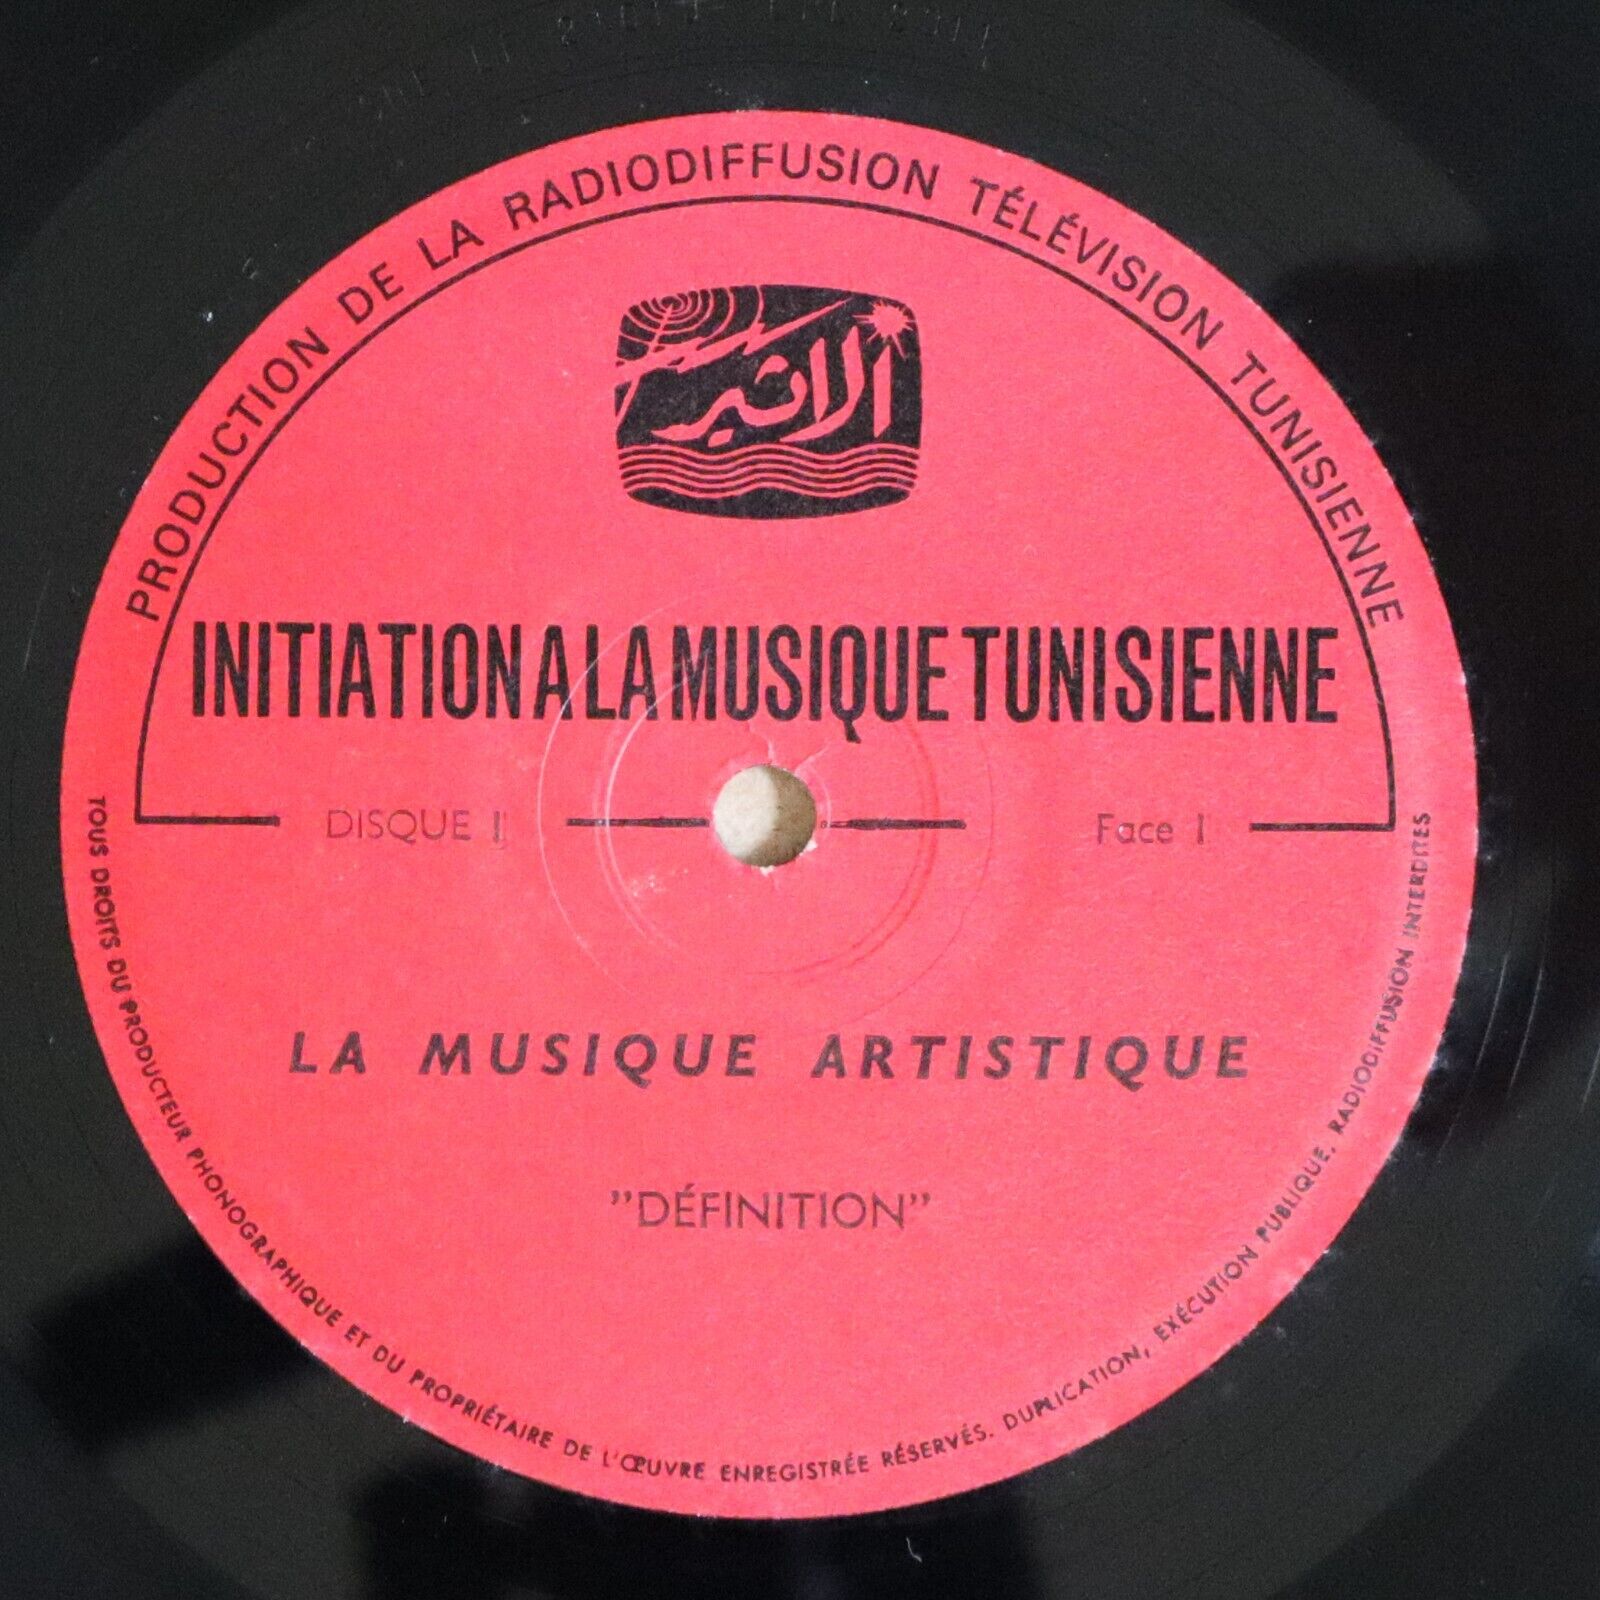 PRODUCTION DE LA RADIODIFFUSION TÉLÉVISION TUNISIENNE
الاثير
INITIATION A LA MUSIQUE TUNISIENNE
DISQUE I Face I
LA MUSIQUE ARTISTIQUE
"DÉFINITION"
TOUS DROITS DU PRODUCTEUR PHONOGRAPHIQUE ET DU PROPRIÉTAIRE DE L'ŒUVRE ENREGISTRÉE RÉSERVÉS. DUPLICATION, EXÉCUTION PUBLIQUE, RADIODIFFUSION INTERDITES